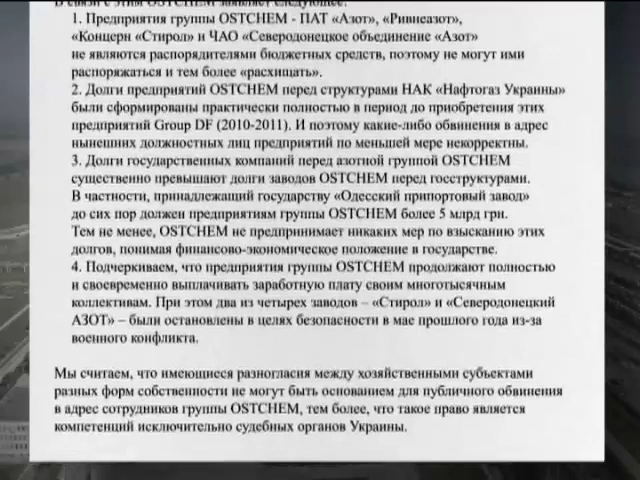 В связи с этим OSTCHEM заявляет следующее:
1. Предприятия группы OSTCHEM - ПАТ «Азот», «Ривнеазот»,
«Концерн «Стирол» и ЧАО «Северодонецкое объединение «Азот»
не являются распорядителями бюджетных средств, поэтому не могут ими
распоряжаться и тем более «расхищать».
2. Долги предприятий OSTCHEM перед структурами НАК «Нафтогаз Украины»
были сформированы практически полностью в период до приобретения этих
предприятий Group DF (2010-2011). И поэтому какие-либо обвинения в адрес
нынешних должностных лиц предприятий по меньшей мере некорректны.
3. Долги государственных компаний перед азотной группой OSTCHEM
существенно превышают долги заводов OSTCHEM перед госструктурами.
В частности, принадлежащий государству «Одесский припортовый завод»
до сих пор должен предприятиям группы OSTCHEM более 5 млрд грн.
Тем не менее, OSTCHEM не предпринимает никаких мер по взысканию этих
долгов, понимая финансово-экономическое положение в государстве.
4. Подчеркиваем, что предприятия группы OSTCHEM продолжают полностью
и своевременно выплачивать заработную плату своим многотысячным
коллективам. При этом два из четырех заводов – «Стирол» и «Северодонецкий
АЗОТ» – были остановлены в целях безопасности в мае прошлого года из-за
военного конфликта.
Мы считаем, что имеющиеся разногласия между хозяйственными субъектами
разных форм собственности не могут быть основанием для публичного обвинения
в адрес сотрудников группы OSTCHEM, тем более, что такое право является
компетенций исключительно судебных органов Украины.